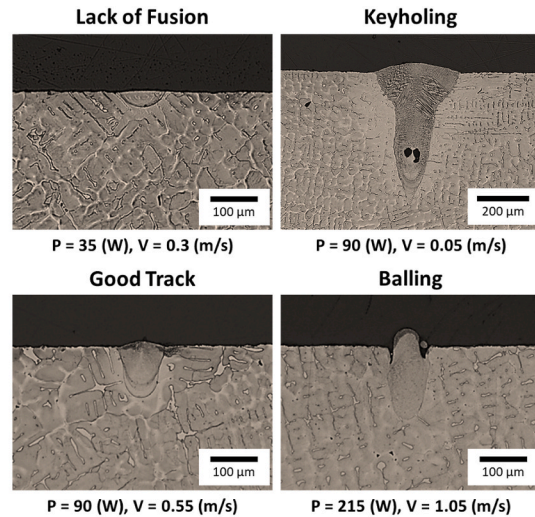 Lack of Fusion
Keyholing
100 µm
200 µm
P = 35 (W), V = 0.3 (m/s)
P = 90 (W), V = 0.05 (m/s)
Good Track
Balling
100 µm
100 µm
P = 90 (W), V = 0.55 (m/s)
P = 215 (W), V = 1.05 (m/s)